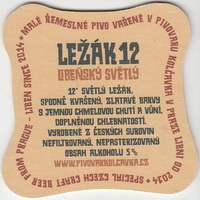 MALÉ ŘEMESLNÉ PIVO VAŘENÉ V PIVOVARU KOLČAVKA V PRAZE LIBNI OD 2014
SPECIAL CZECH CRAFT BEER FROM PRAGUE - LIBEN SINCE 2014
LEŽÁK 12
LIBEŇSKÝ SVĚTLÝ
12° SVĚTLÝ LEŽÁK,
SPODNĚ KVAŠENÝ, ZLATAVÉ BARVY
S JEMNOU CHMELOVOU CHUTÍ A VŮNÍ,
DOPLNĚNOU CHLEBNATOSTÍ.
VYROBENÉ Z ČESKÝCH SUROVIN
NEFILTROVANÁ, NEPASTERIZOVANÝ
OBSAH ALKOHOLU 5 %
WWW.PIVOVARKOLCAVKA.CZ